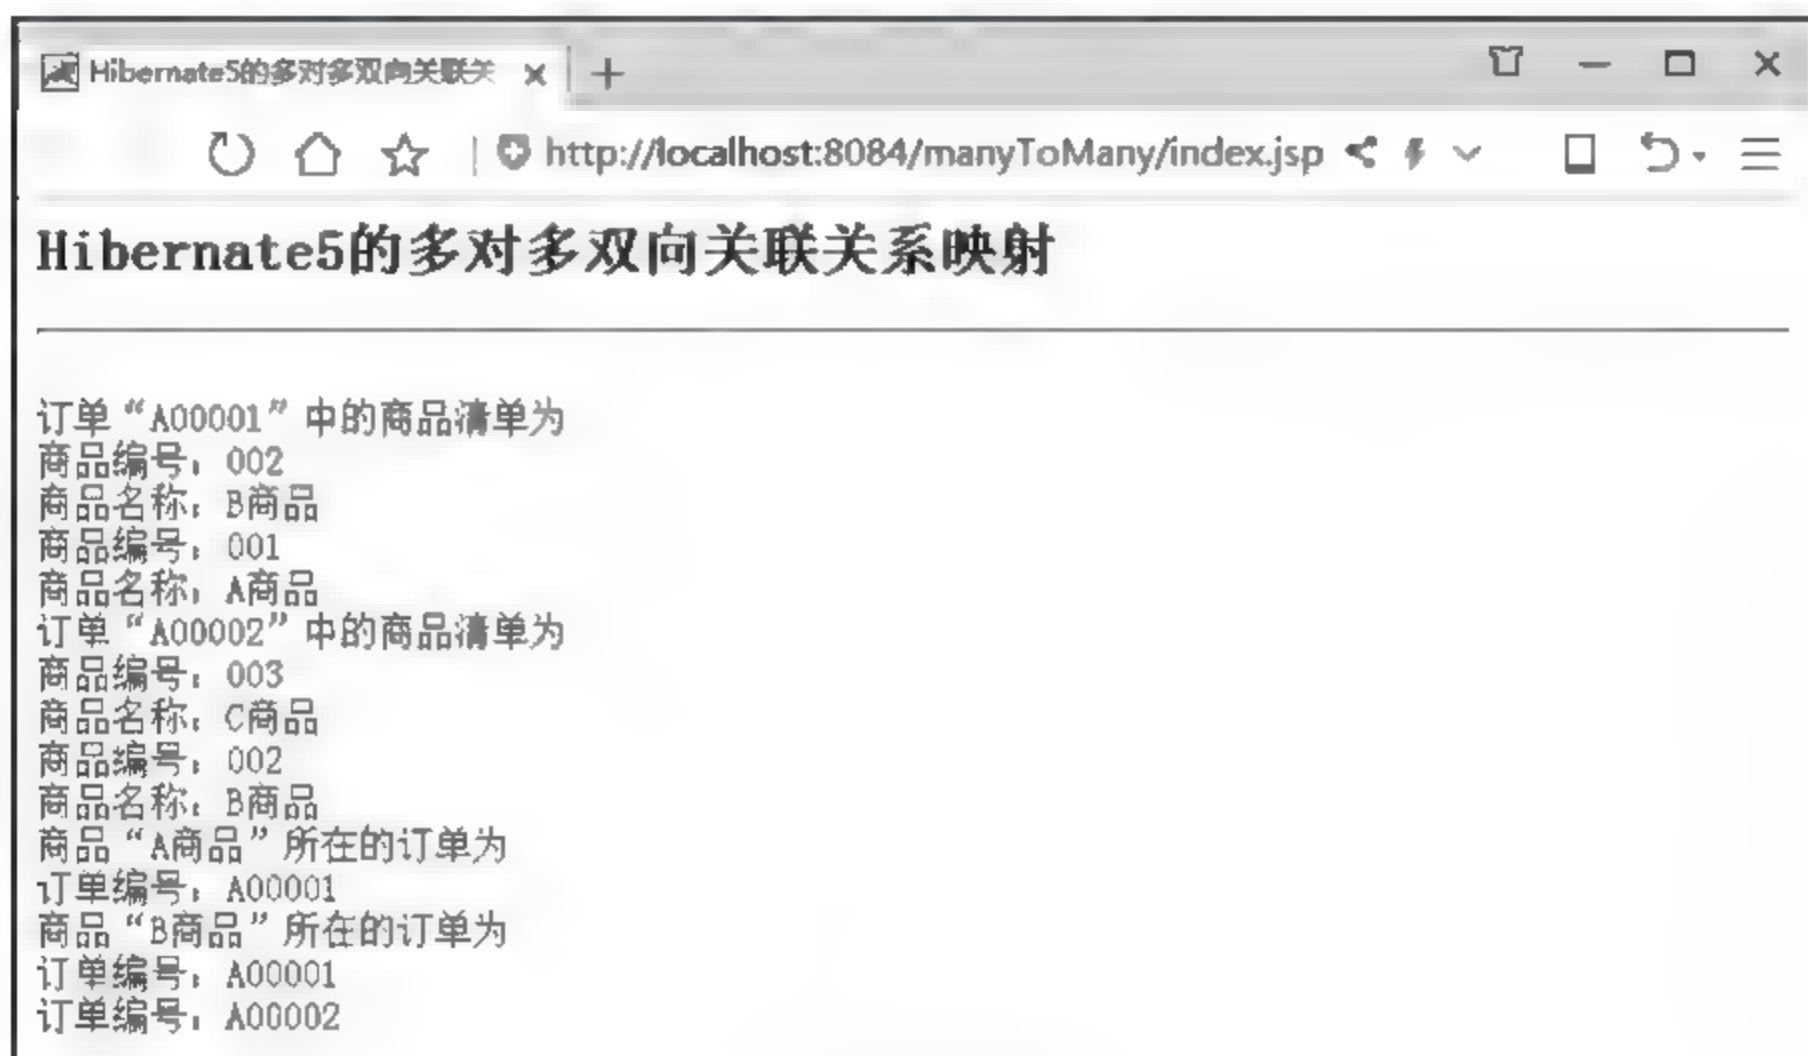 Hibernate5的多对多双向关联关
http://localhost:8084/manyToMany/index.jsp
Hibernate5的多对多双向关联关系映射
订单“A00001”中的商品清单为
商品编号：002
商品名称：B商品
商品编号：001
商品名称：A商品
订单“A00002”中的商品清单为
商品编号：003
商品名称：C商品
商品编号：002
商品名称：B商品
商品“A商品”所在的订单为
订单编号：A00001
商品“B商品”所在的订单为
订单编号：A00001
订单编号：A00002